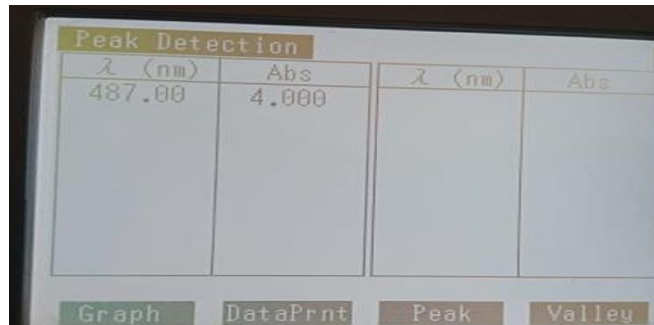 Peak Detection
λ (nm) Abs λ (nm) Abs
487.00 4.000
Graph DataPrnt Peak Valley